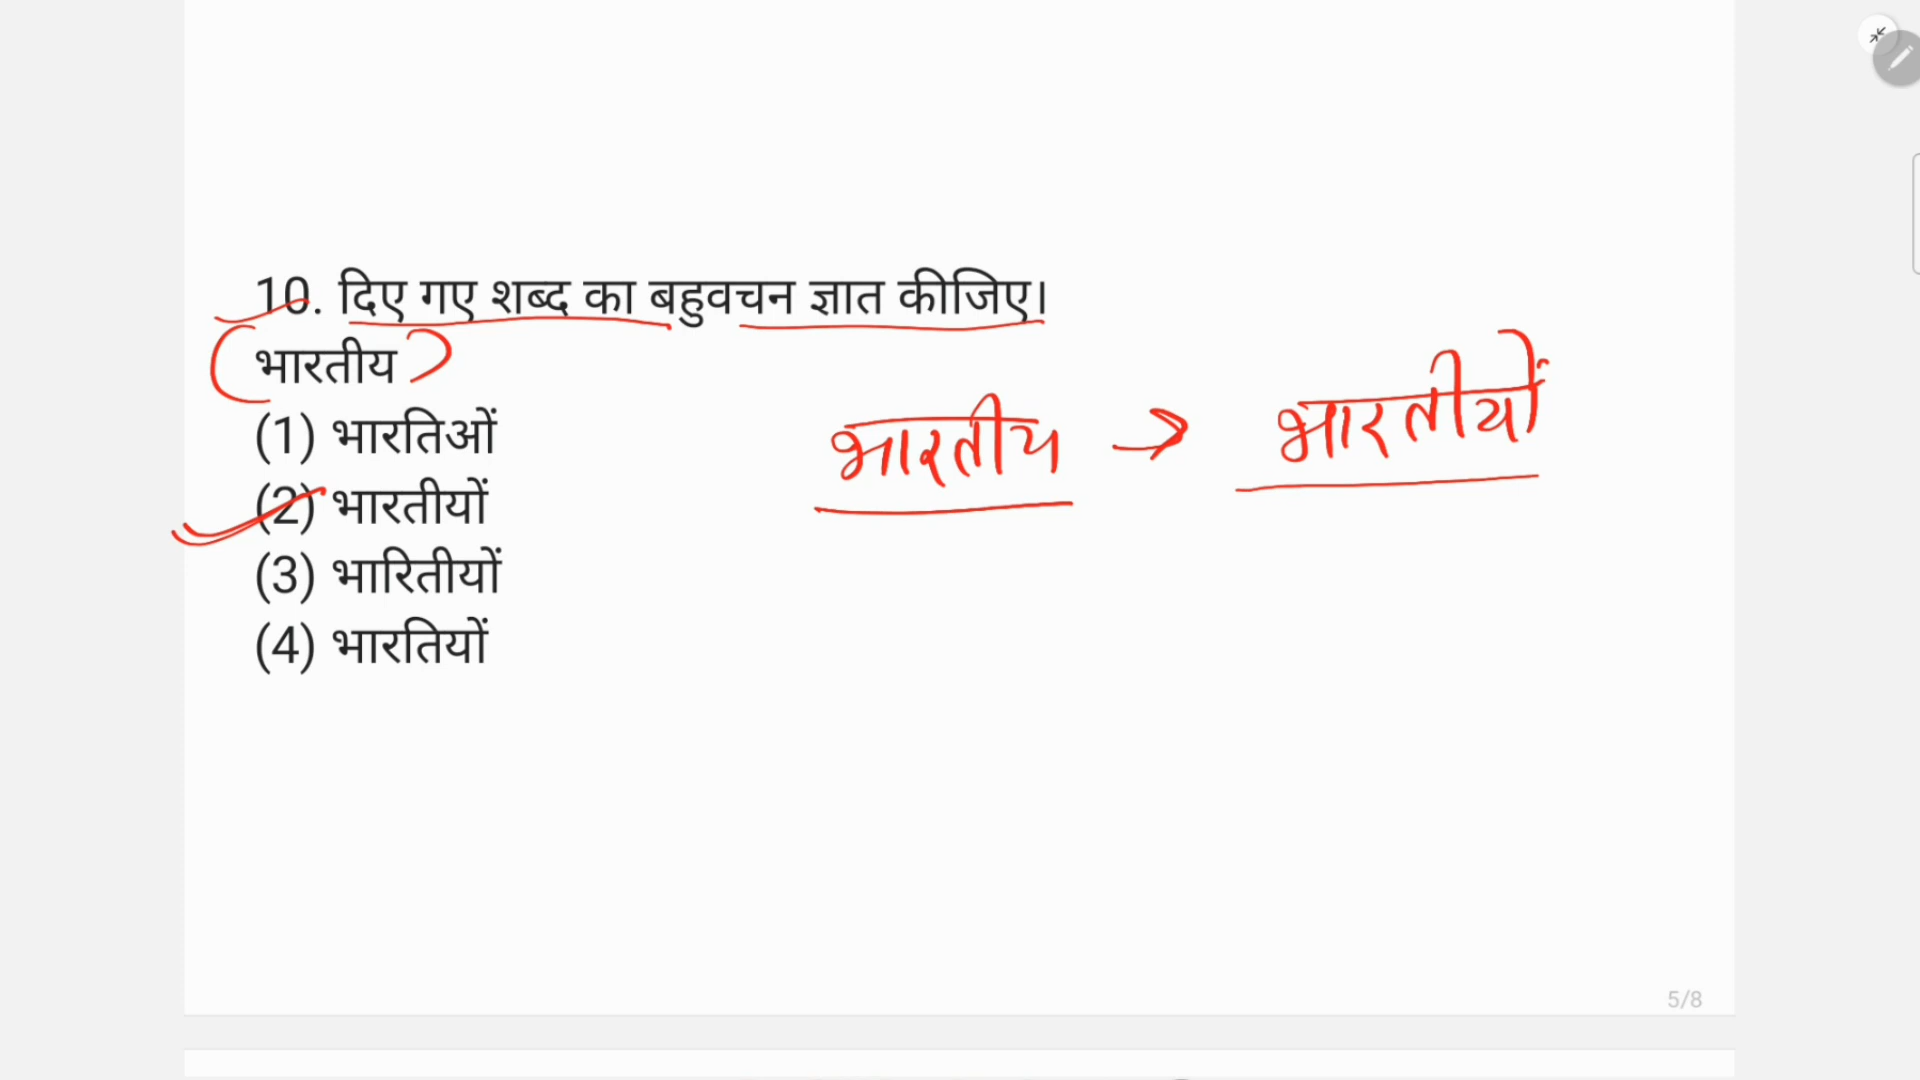 10. दिए गए शब्द का बहुवचन ज्ञात कीजिए।
भारतीय
(1) भारतिओं
(2) भारतीयों
(3) भारितीयों
(4) भारतियों
भारतीय → भारतीयों
5/8